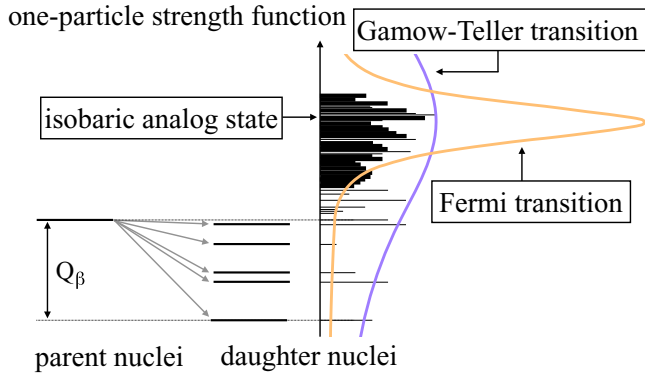 one-particle strength function
Gamow-Teller transition
isobaric analog state
Fermi transition
Qβ
parent nuclei
daughter nuclei